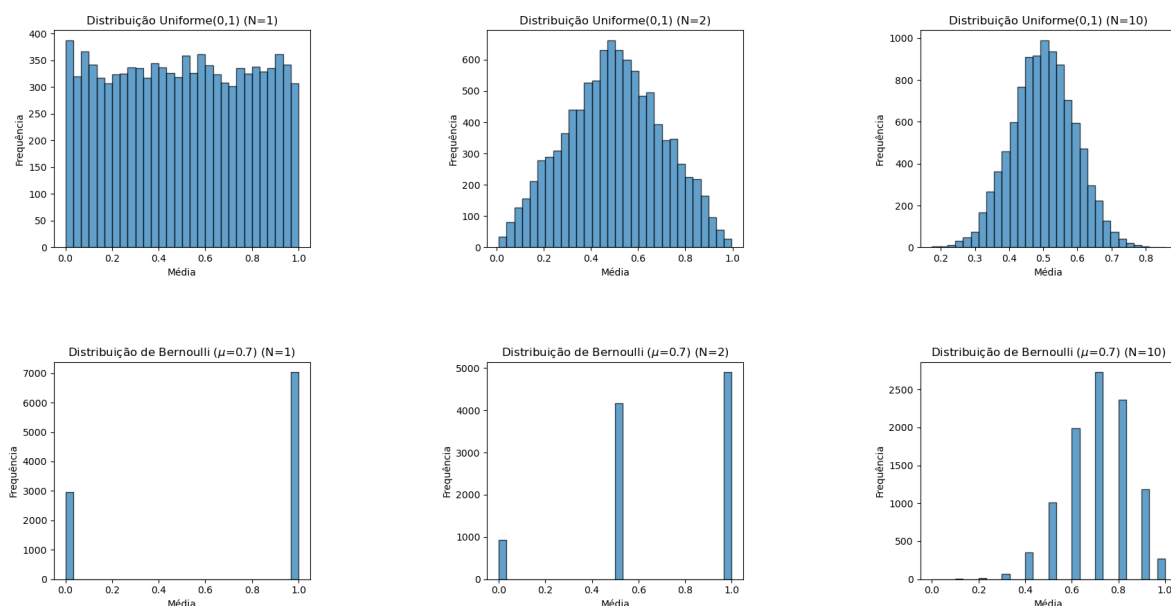 Distribuição Uniforme(0,1) (N=1)
400
350
300
250
200
150
100
50
0
Frequência
0.0 0.2 0.4 0.6 0.8 1.0
Média
Distribuição Uniforme(0,1) (N=2)
600
500
400
300
200
100
0
Frequência
0.0 0.2 0.4 0.6 0.8 1.0
Média
Distribuição Uniforme(0,1) (N=10)
1000
800
600
400
200
0
Frequência
0.2 0.3 0.4 0.5 0.6 0.7 0.8
Média
Distribuição de Bernoulli (μ=0.7) (N=1)
7000
6000
5000
4000
3000
2000
1000
0
Frequência
0.0 0.2 0.4 0.6 0.8 1.0
Média
Distribuição de Bernoulli (μ=0.7) (N=2)
5000
4000
3000
2000
1000
0
Frequência
0.0 0.2 0.4 0.6 0.8 1.0
Média
Distribuição de Bernoulli (μ=0.7) (N=10)
2500
2000
1500
1000
500
0
Frequência
0.0 0.2 0.4 0.6 0.8 1.0
Média